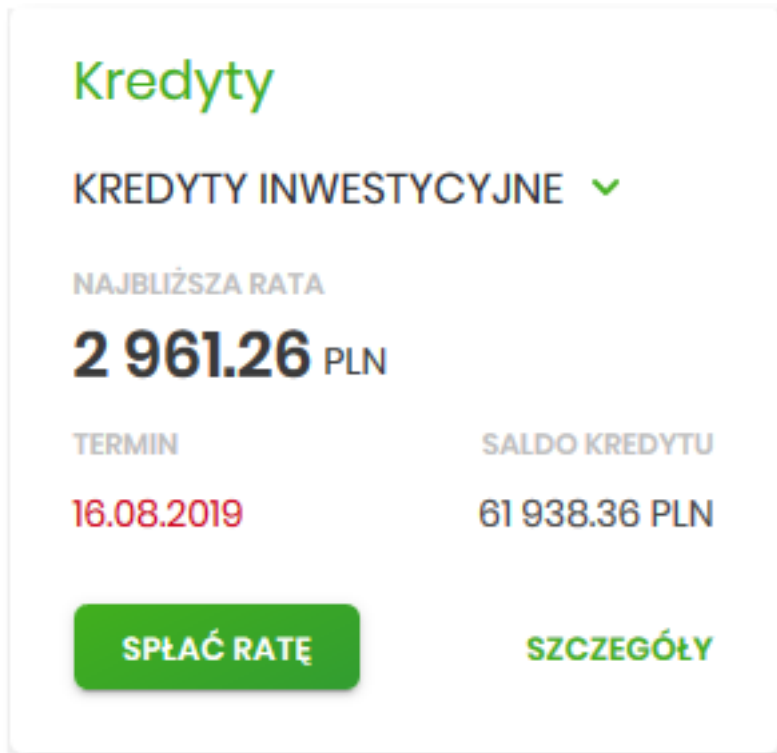 Kredyty
KREDYTY INWESTYCYJNE
NAJBLIŻSZA RATA
2 961.26 PLN
TERMIN SALDO KREDYTU
16.08.2019 61 938.36 PLN
SPŁAĆ RATĘ SZCZEGÓŁY